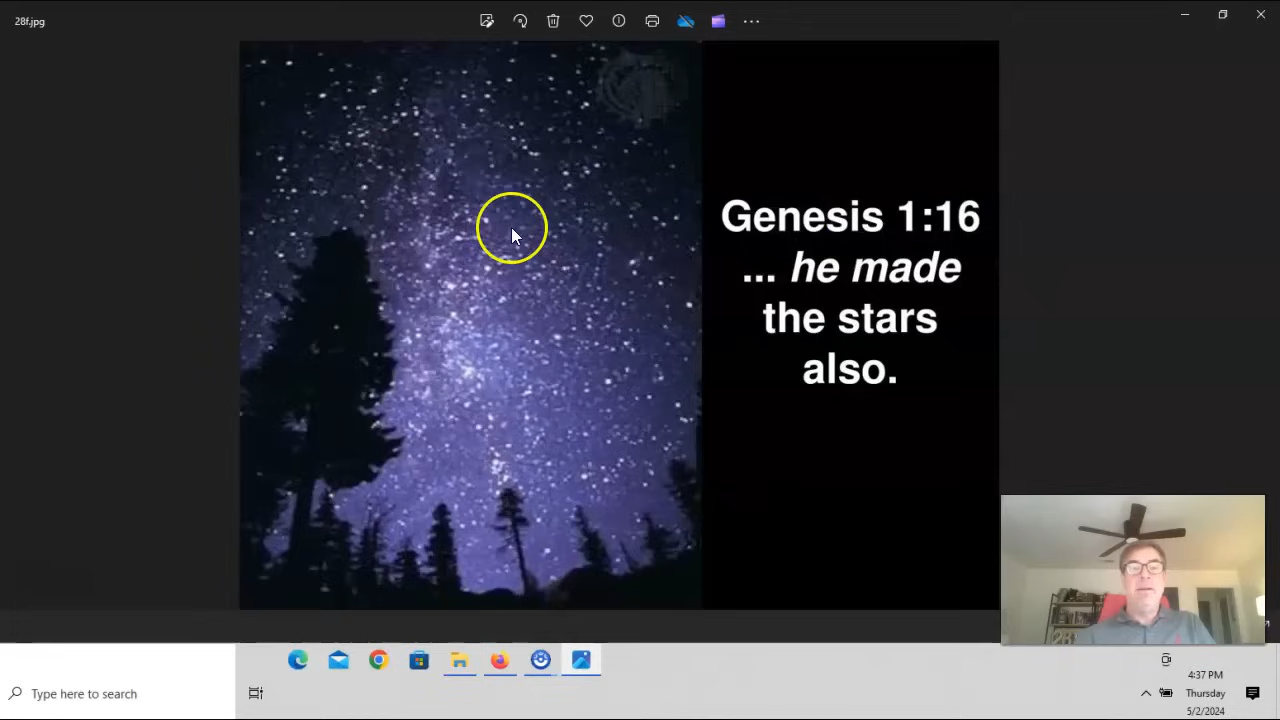 28f.jpg
Genesis 1:16
... he made
the stars
also.
Type here to search
4:37 PM
Thursday
5/2/2024